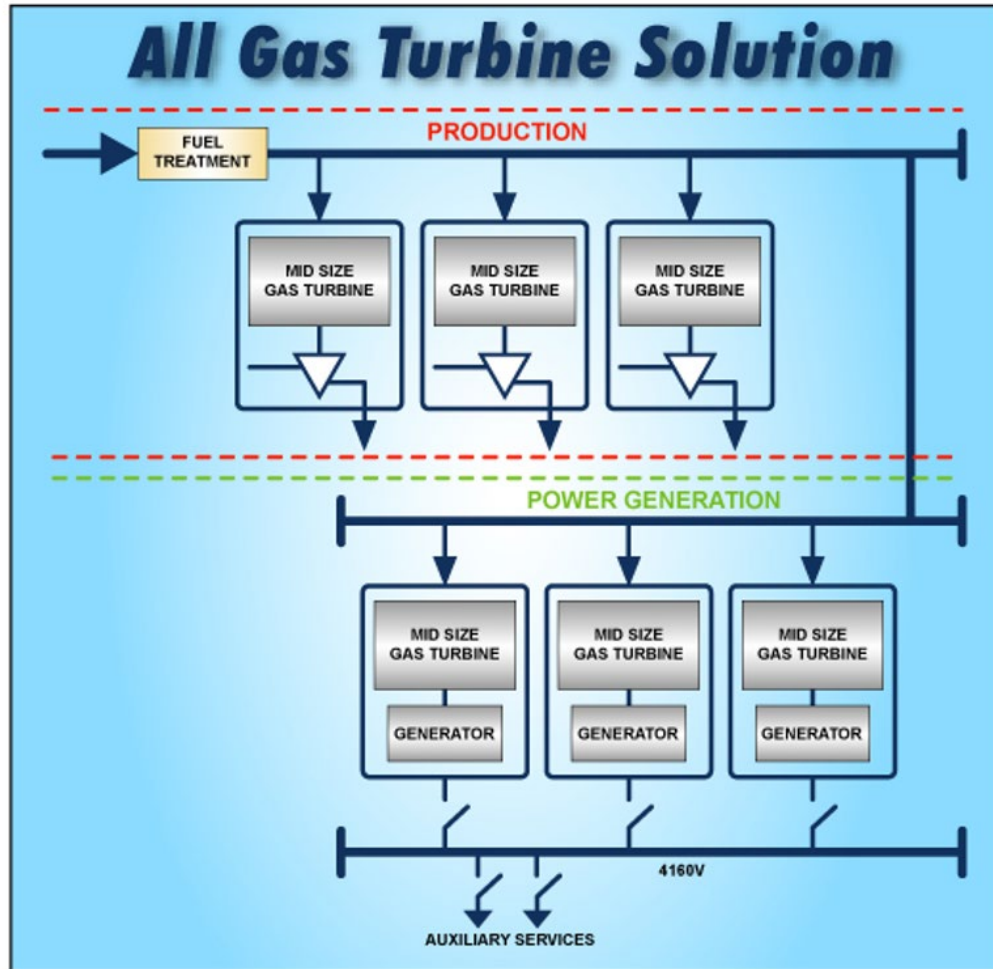 All Gas Turbine Solution
PRODUCTION
FUEL
TREATMENT
MID SIZE
GAS TURBINE
MID SIZE
GAS TURBINE
MID SIZE
GAS TURBINE
POWER GENERATION
MID SIZE
GAS TURBINE
MID SIZE
GAS TURBINE
MID SIZE
GAS TURBINE
GENERATOR
GENERATOR
GENERATOR
4160V
AUXILIARY SERVICES